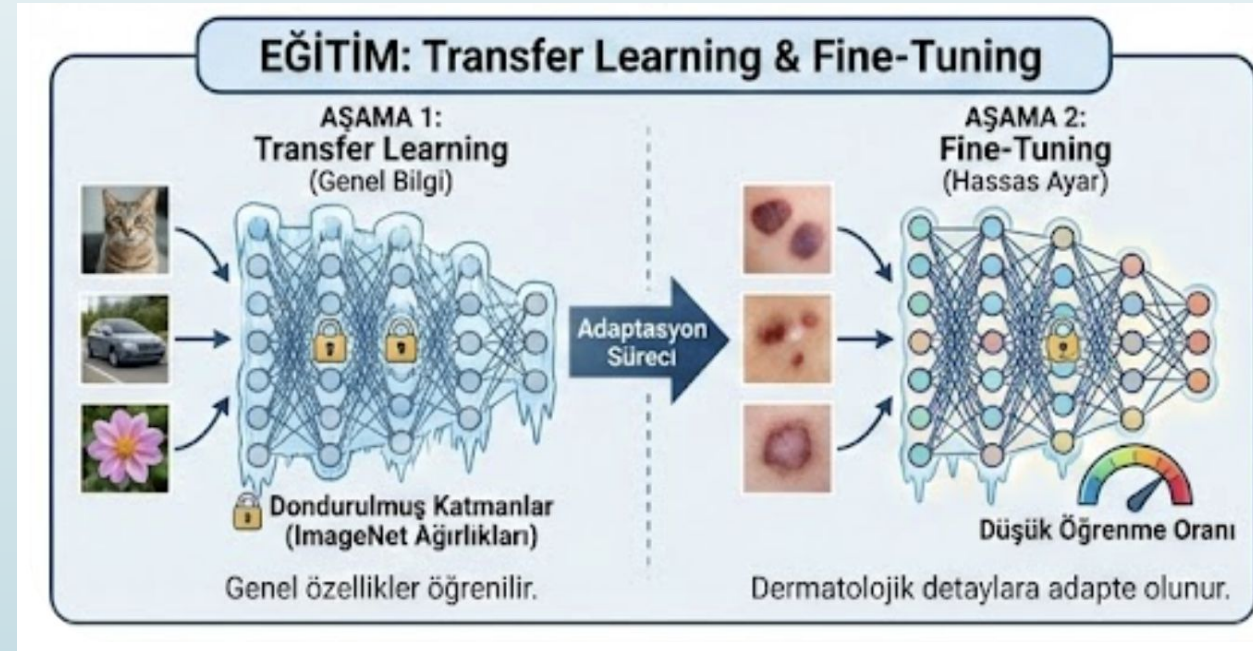 EĞİTİM: Transfer Learning & Fine-Tuning
AŞAMA 1:
Transfer Learning
(Genel Bilgi)
Dondurulmuş Katmanlar
(ImageNet Ağırlıkları)
Genel özellikler öğrenilir.
Adaptasyon
Süreci
AŞAMA 2:
Fine-Tuning
(Hassas Ayar)
Düşük Öğrenme Oranı
Dermatolojik detaylara adapte olunur.